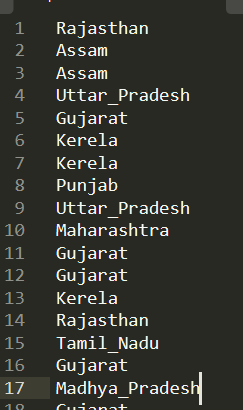 1 Rajasthan
2 Assam
3 Assam
4 Uttar_Pradesh
5 Gujarat
6 Kerela
7 Kerela
8 Punjab
9 Uttar_Pradesh
10 Maharashtra
11 Gujarat
12 Gujarat
13 Kerela
14 Rajasthan
15 Tamil_Nadu
16 Gujarat
17 Madhya_Pradesh
18 Gujarat